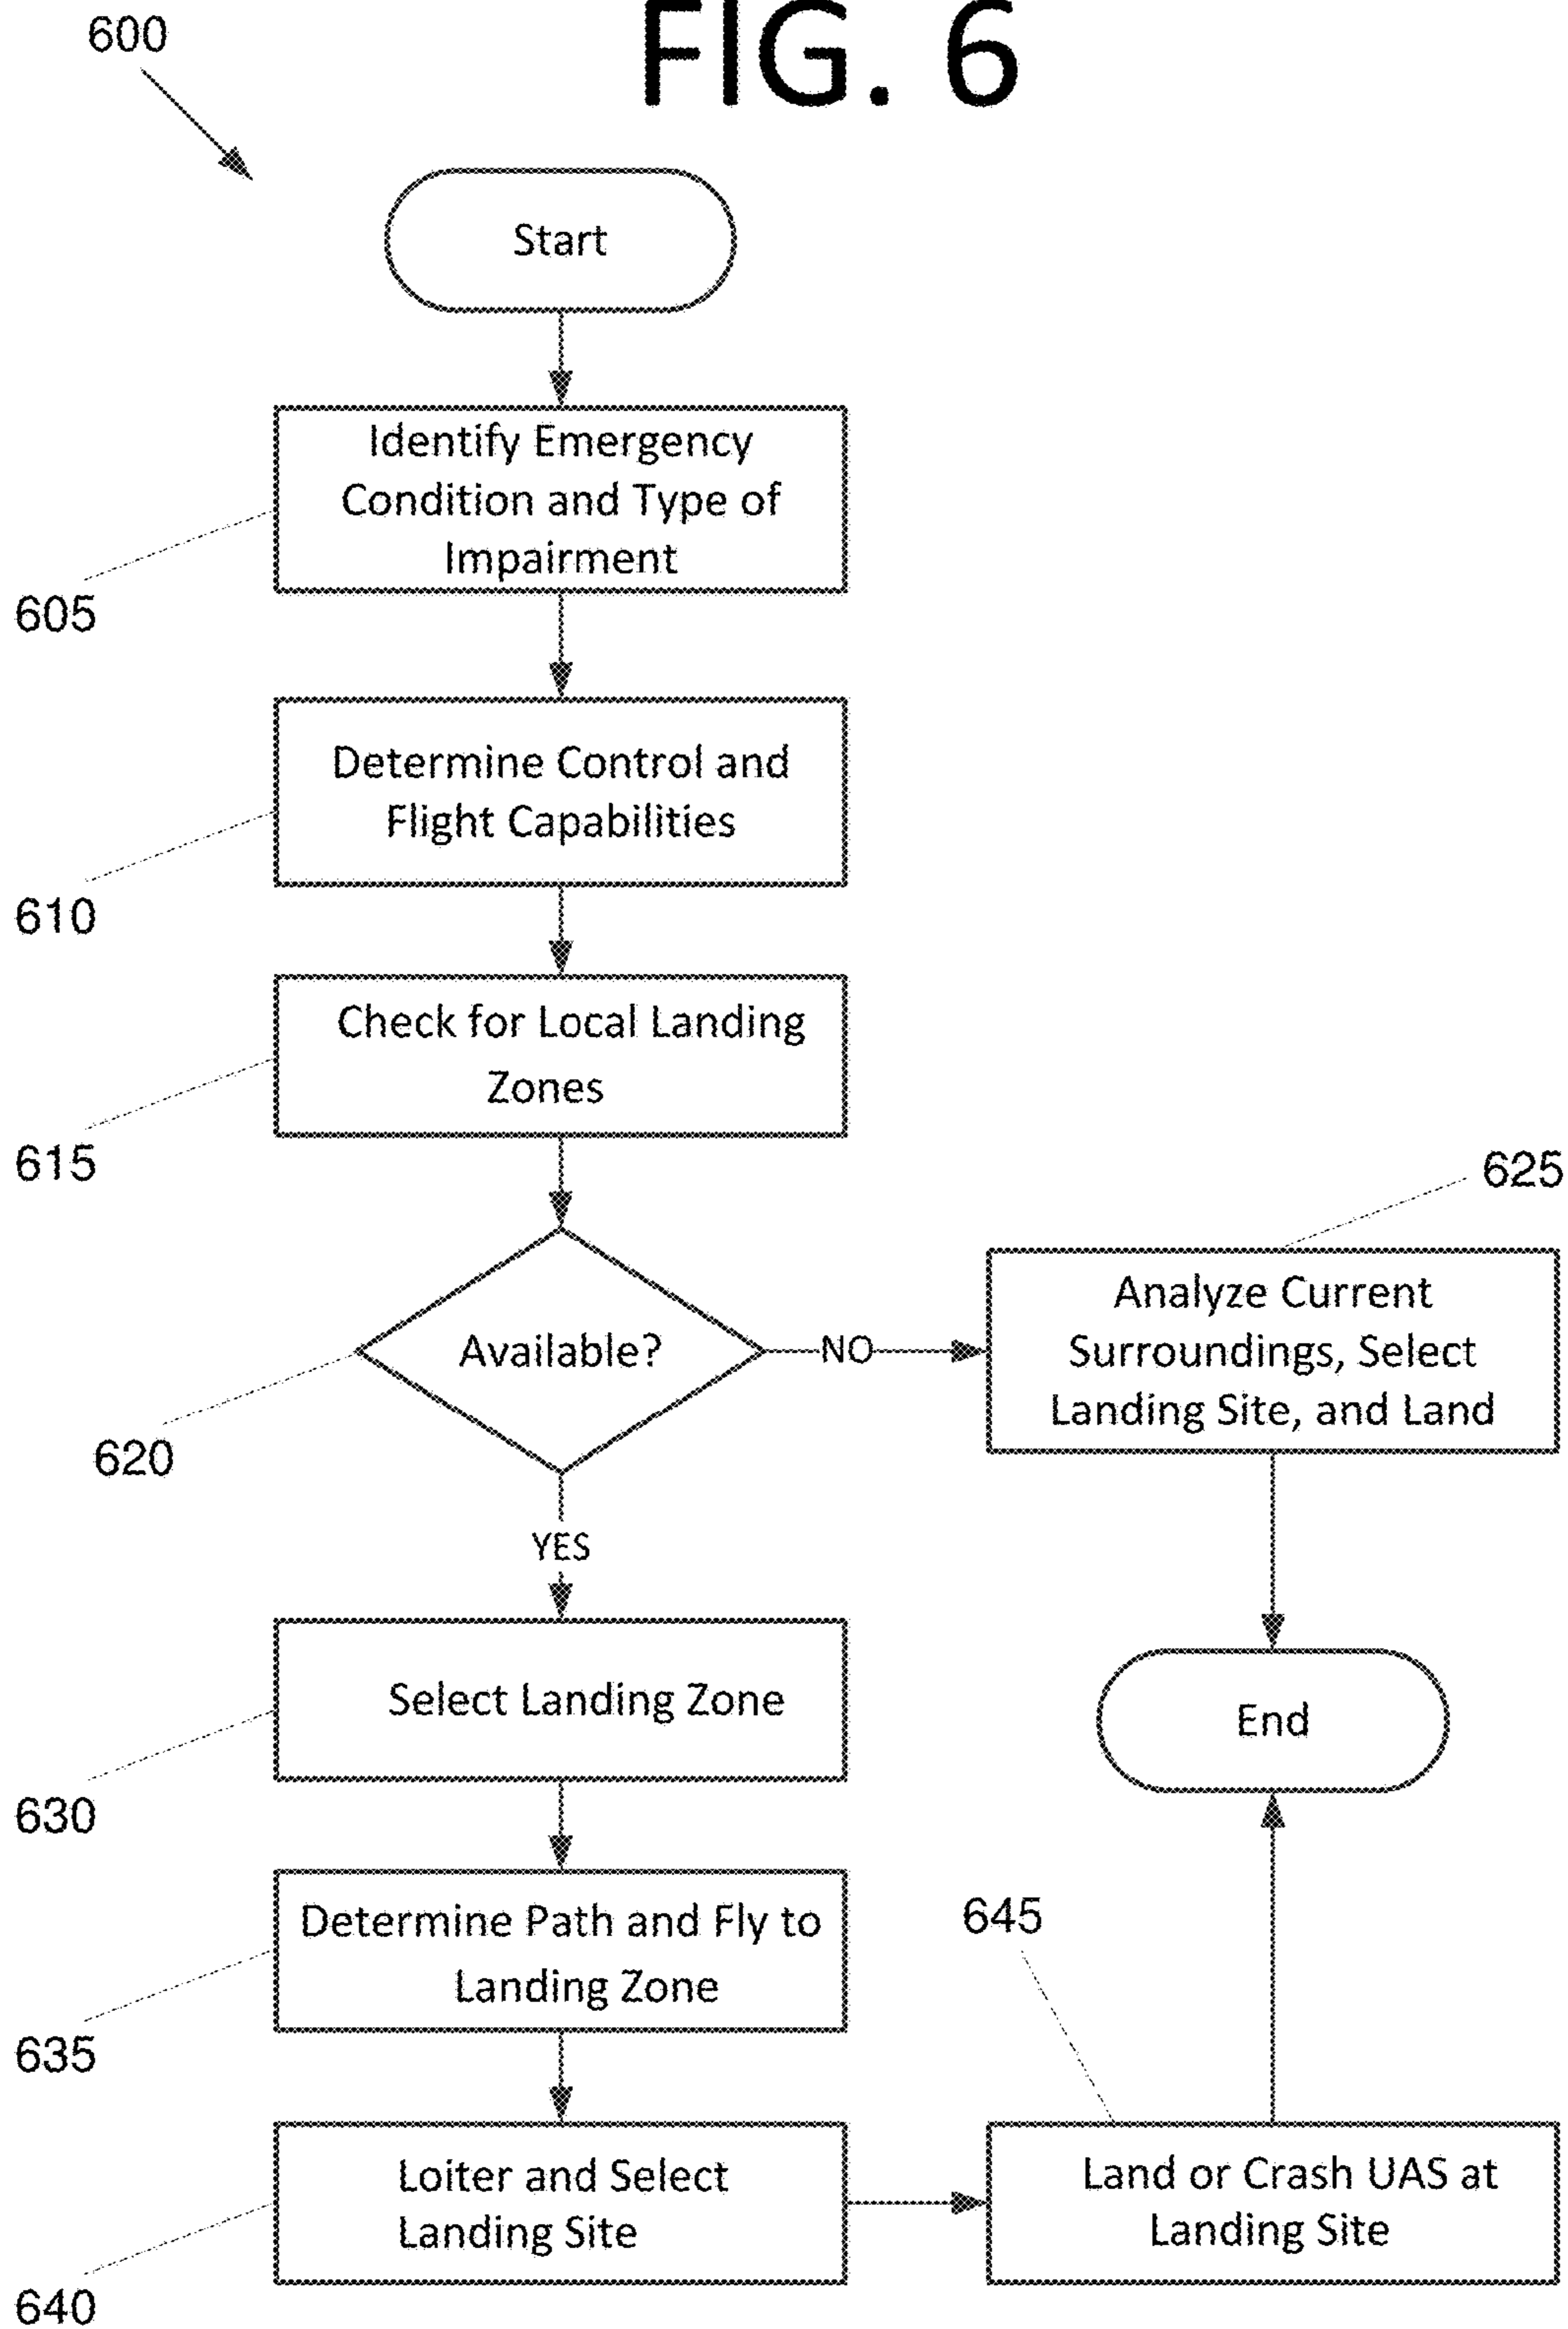 FIG. 6
600
Start
Identify Emergency
Condition and Type of
Impairment
605
Determine Control and
Flight Capabilities
610
Check for Local Landing
Zones
615
625
Available?
NO
Analyze Current
Surroundings, Select
Landing Site, and Land
620
YES
Select Landing Zone
End
630
Determine Path and Fly to
Landing Zone
645
635
Loiter and Select
Landing Site
Land or Crash UAS at
Landing Site
640